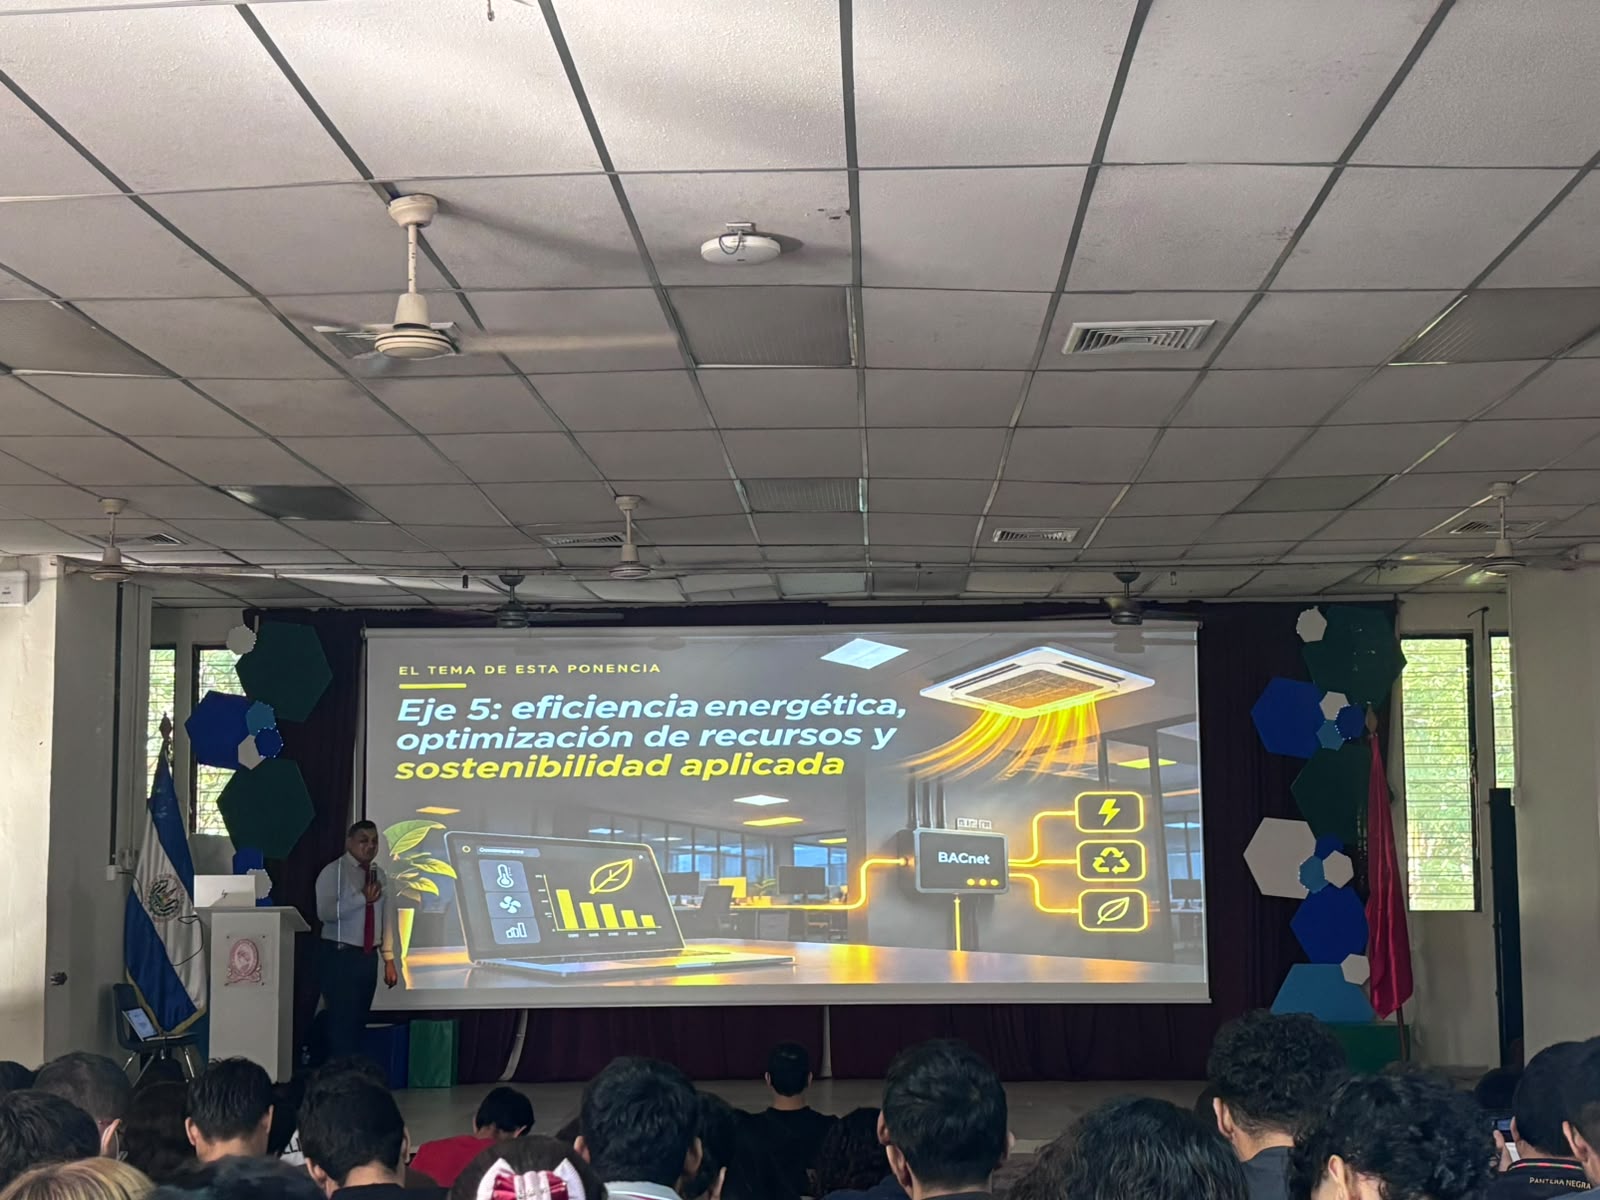 EL TEMA DE ESTA PONENCIA
Eje 5: eficiencia energética,
optimización de recursos y
sostenibilidad aplicada
BACnet
PANTERA NEGRA